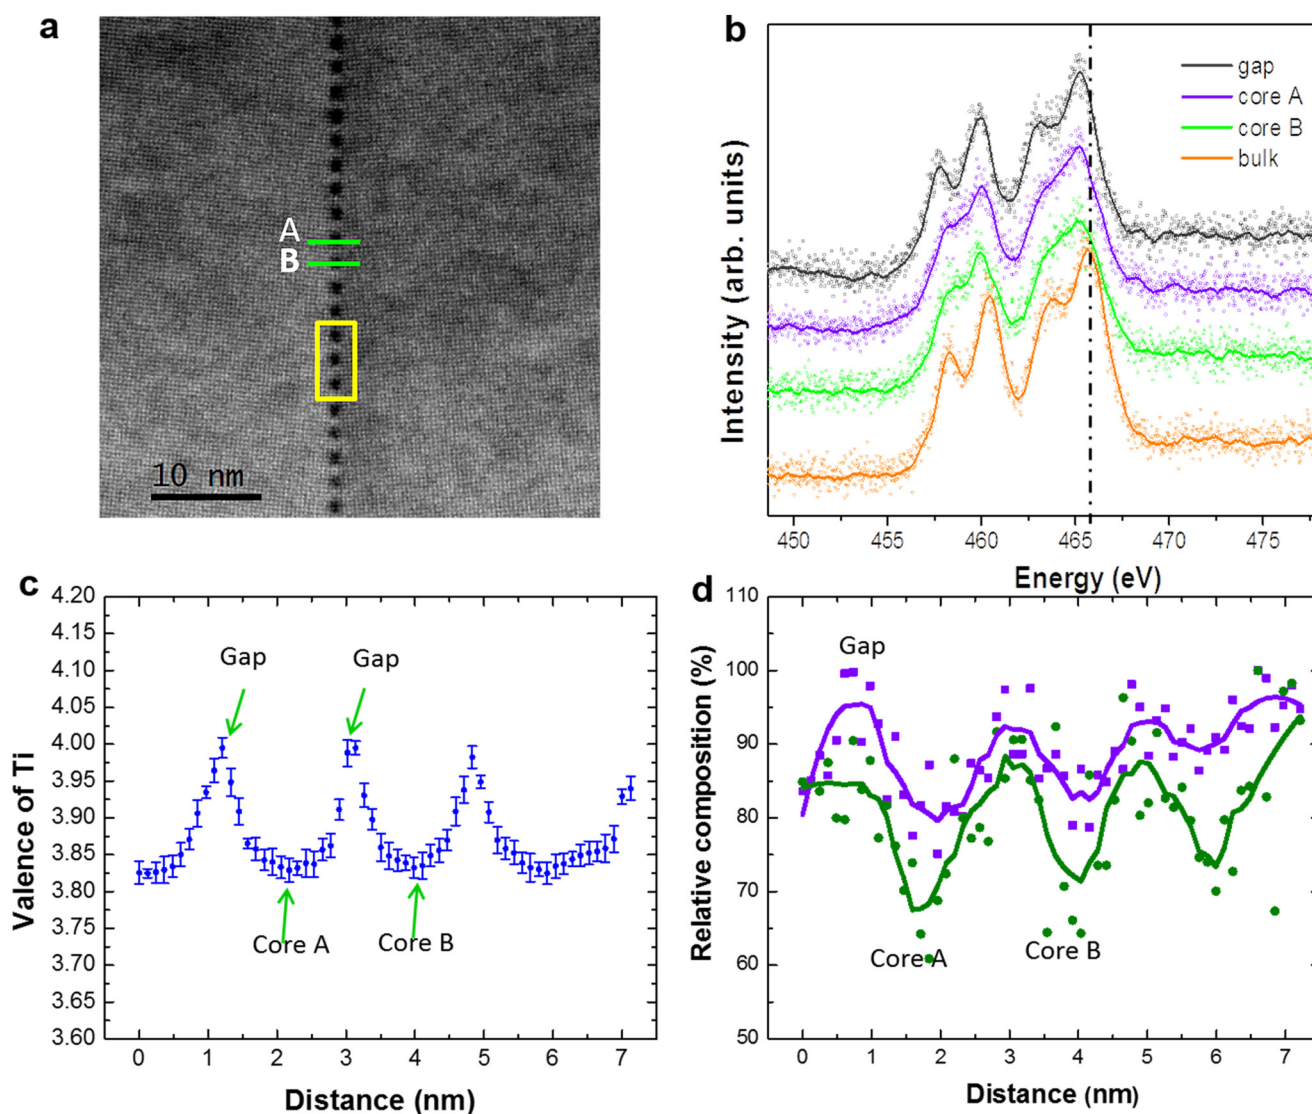 a
A
B
10 nm
b
gap
core A
core B
bulk
Intensity (arb. units)
450 455 460 465 470 475
Energy (eV)
c
4.20
4.15
4.10
4.05
4.00
3.95
3.90
3.85
3.80
3.75
3.70
3.65
3.60
Valence of Ti
Gap
Gap
Core A
Core B
0 1 2 3 4 5 6 7
Distance (nm)
d
110
100
90
80
70
60
50
Relative composition (%)
Gap
Core A
Core B
0 1 2 3 4 5 6 7
Distance (nm)